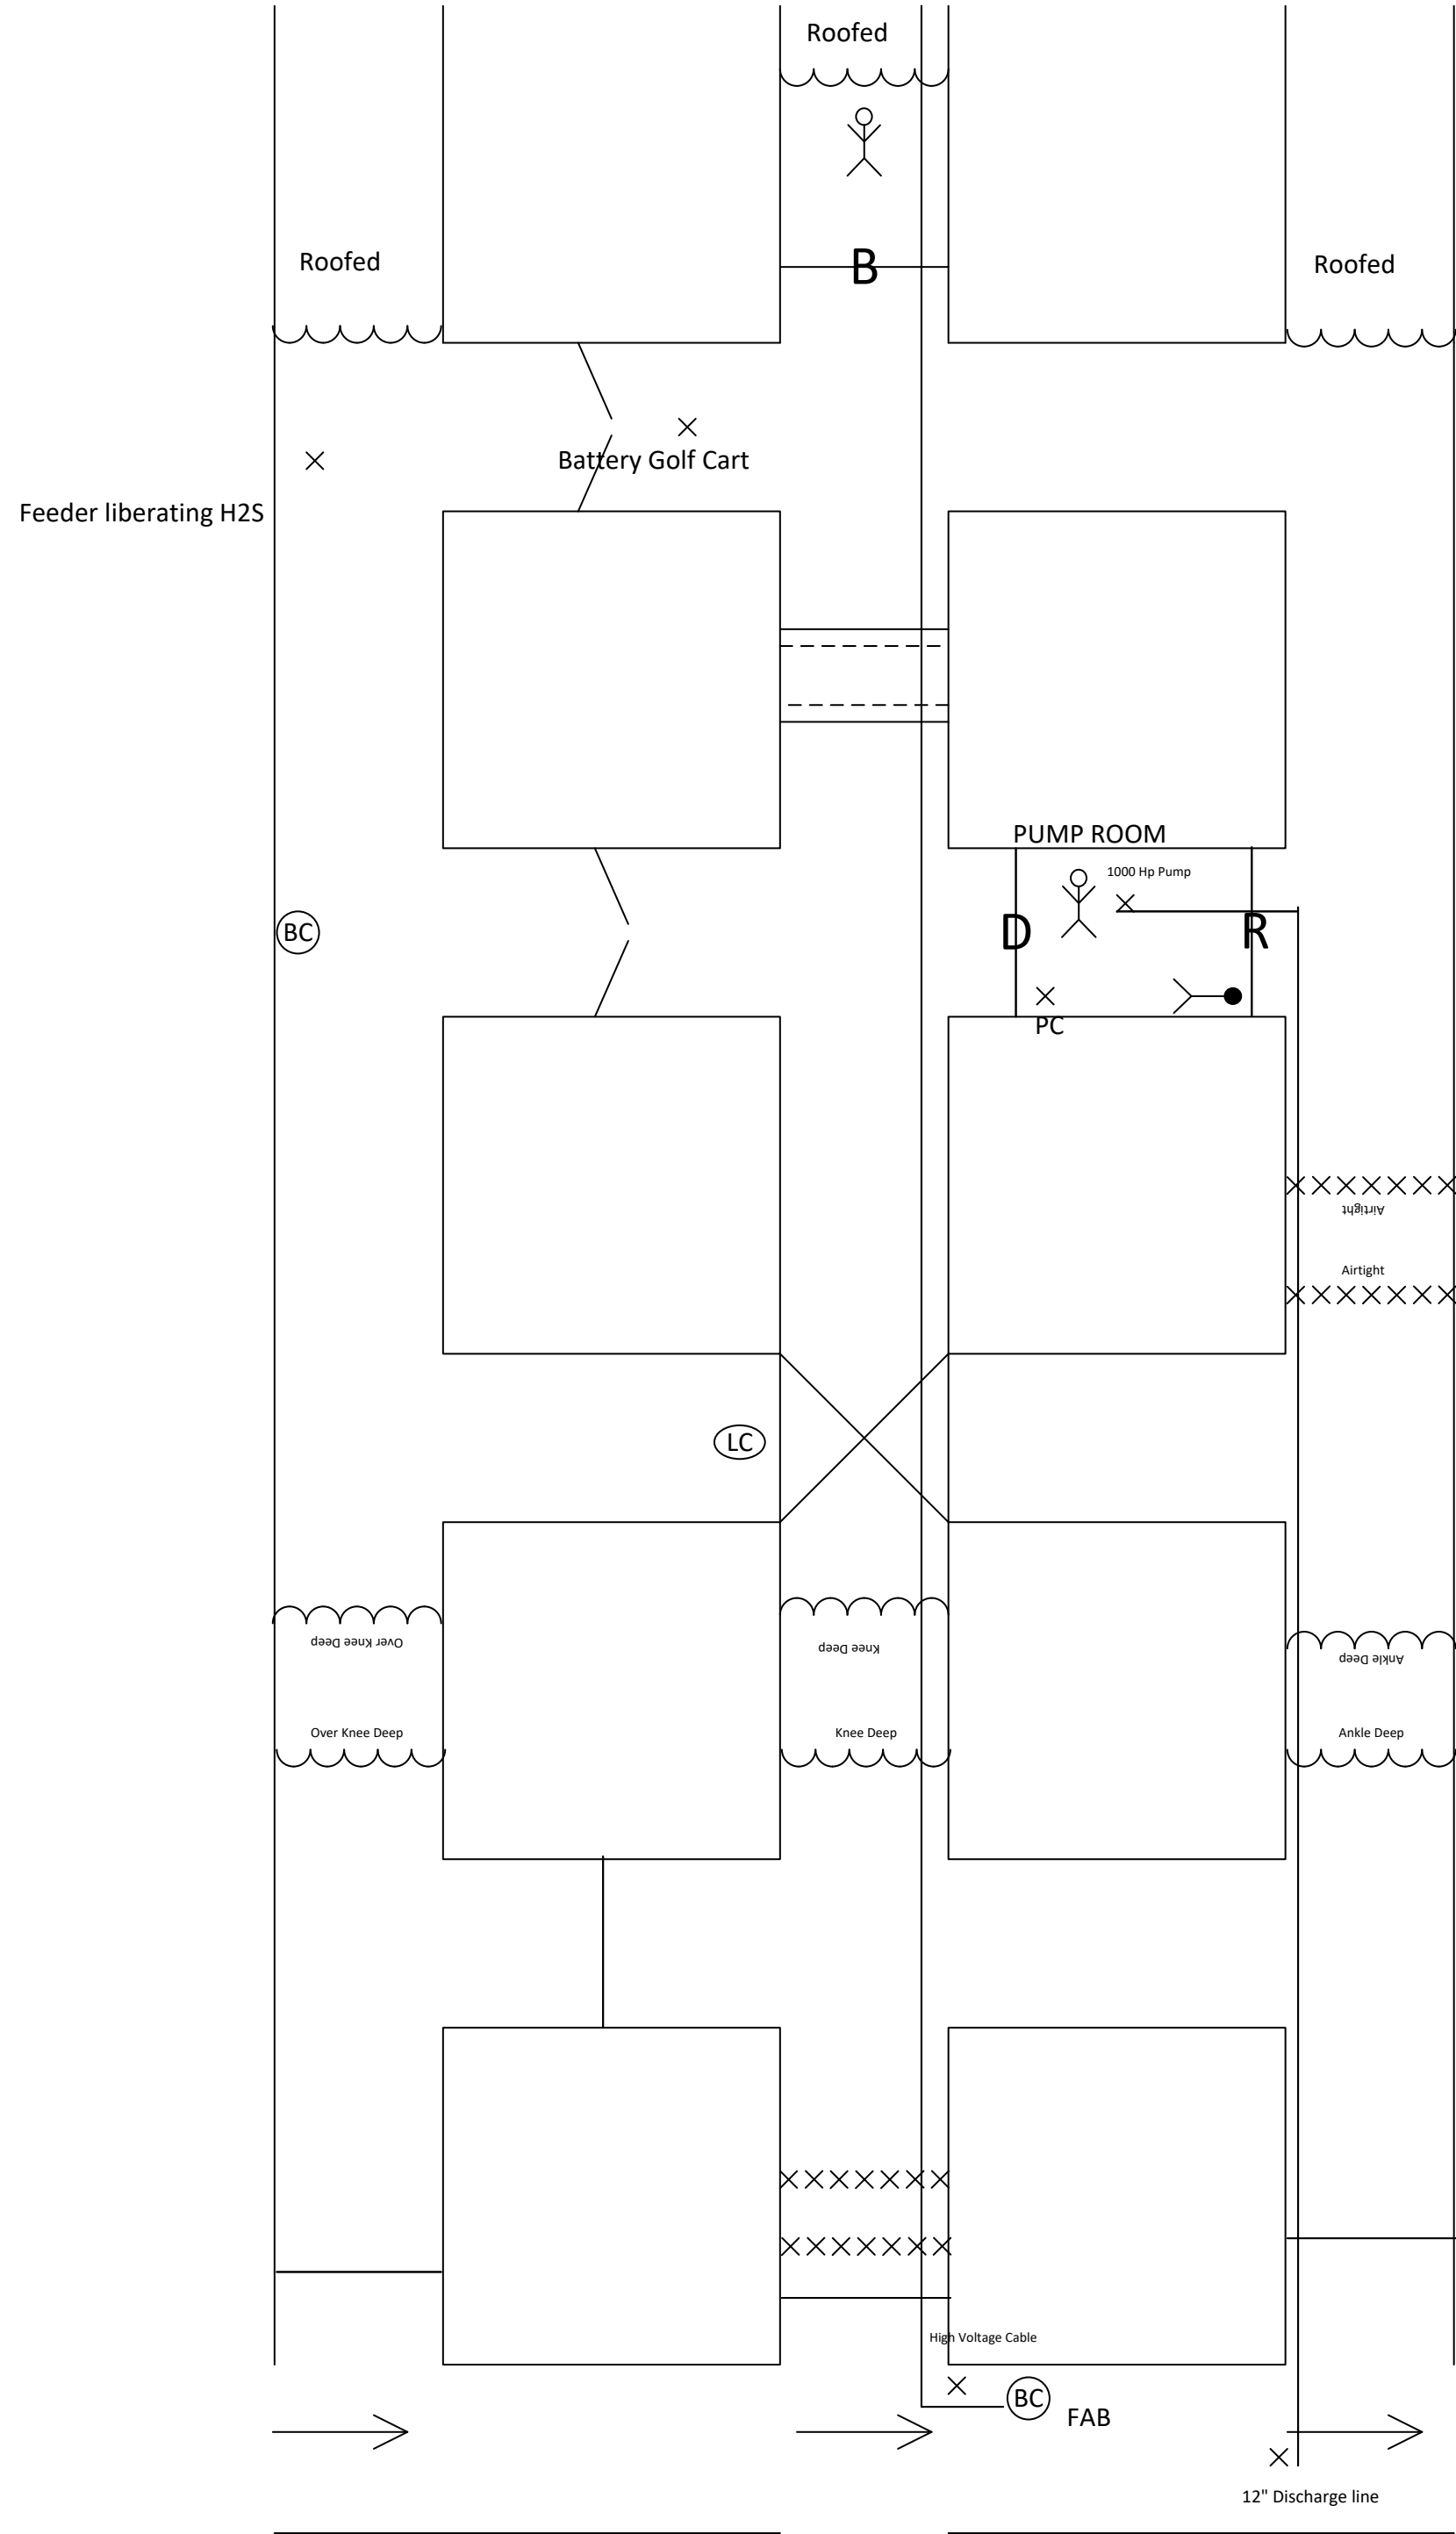 Roofed
B
Roofed
Roofed
Battery Golf Cart
Feeder liberating H2S
PUMP ROOM
1000 Hp Pump
BC
D
R
PC
Airtight
Airtight
LC
Over Knee Deep
Knee Deep
Ankle Deep
Over Knee Deep
Knee Deep
Ankle Deep
High Voltage Cable
BC
FAB
12" Discharge line